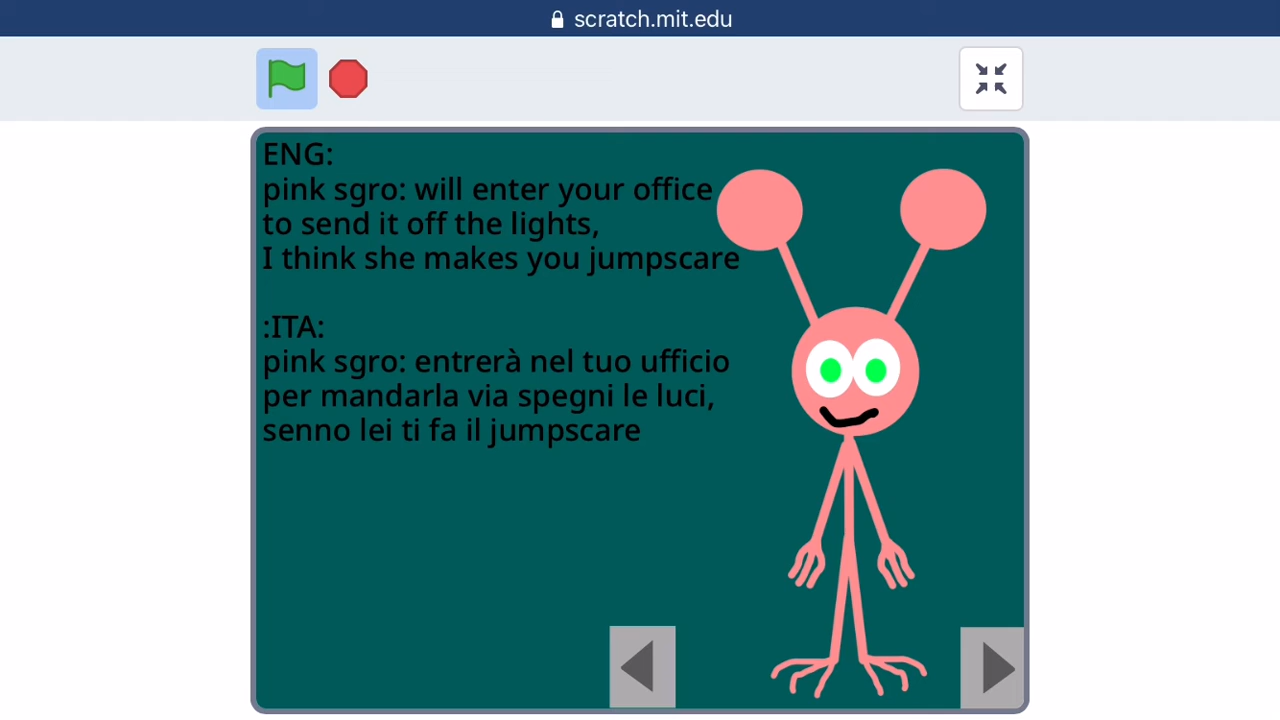 scratch.mit.edu
ENG:
pink sgro: will enter your office
to send it off the lights,
I think she makes you jumpscare
:ITA:
pink sgro: entrerà nel tuo ufficio
per mandarla via spegni le luci,
senno lei ti fa il jumpscare